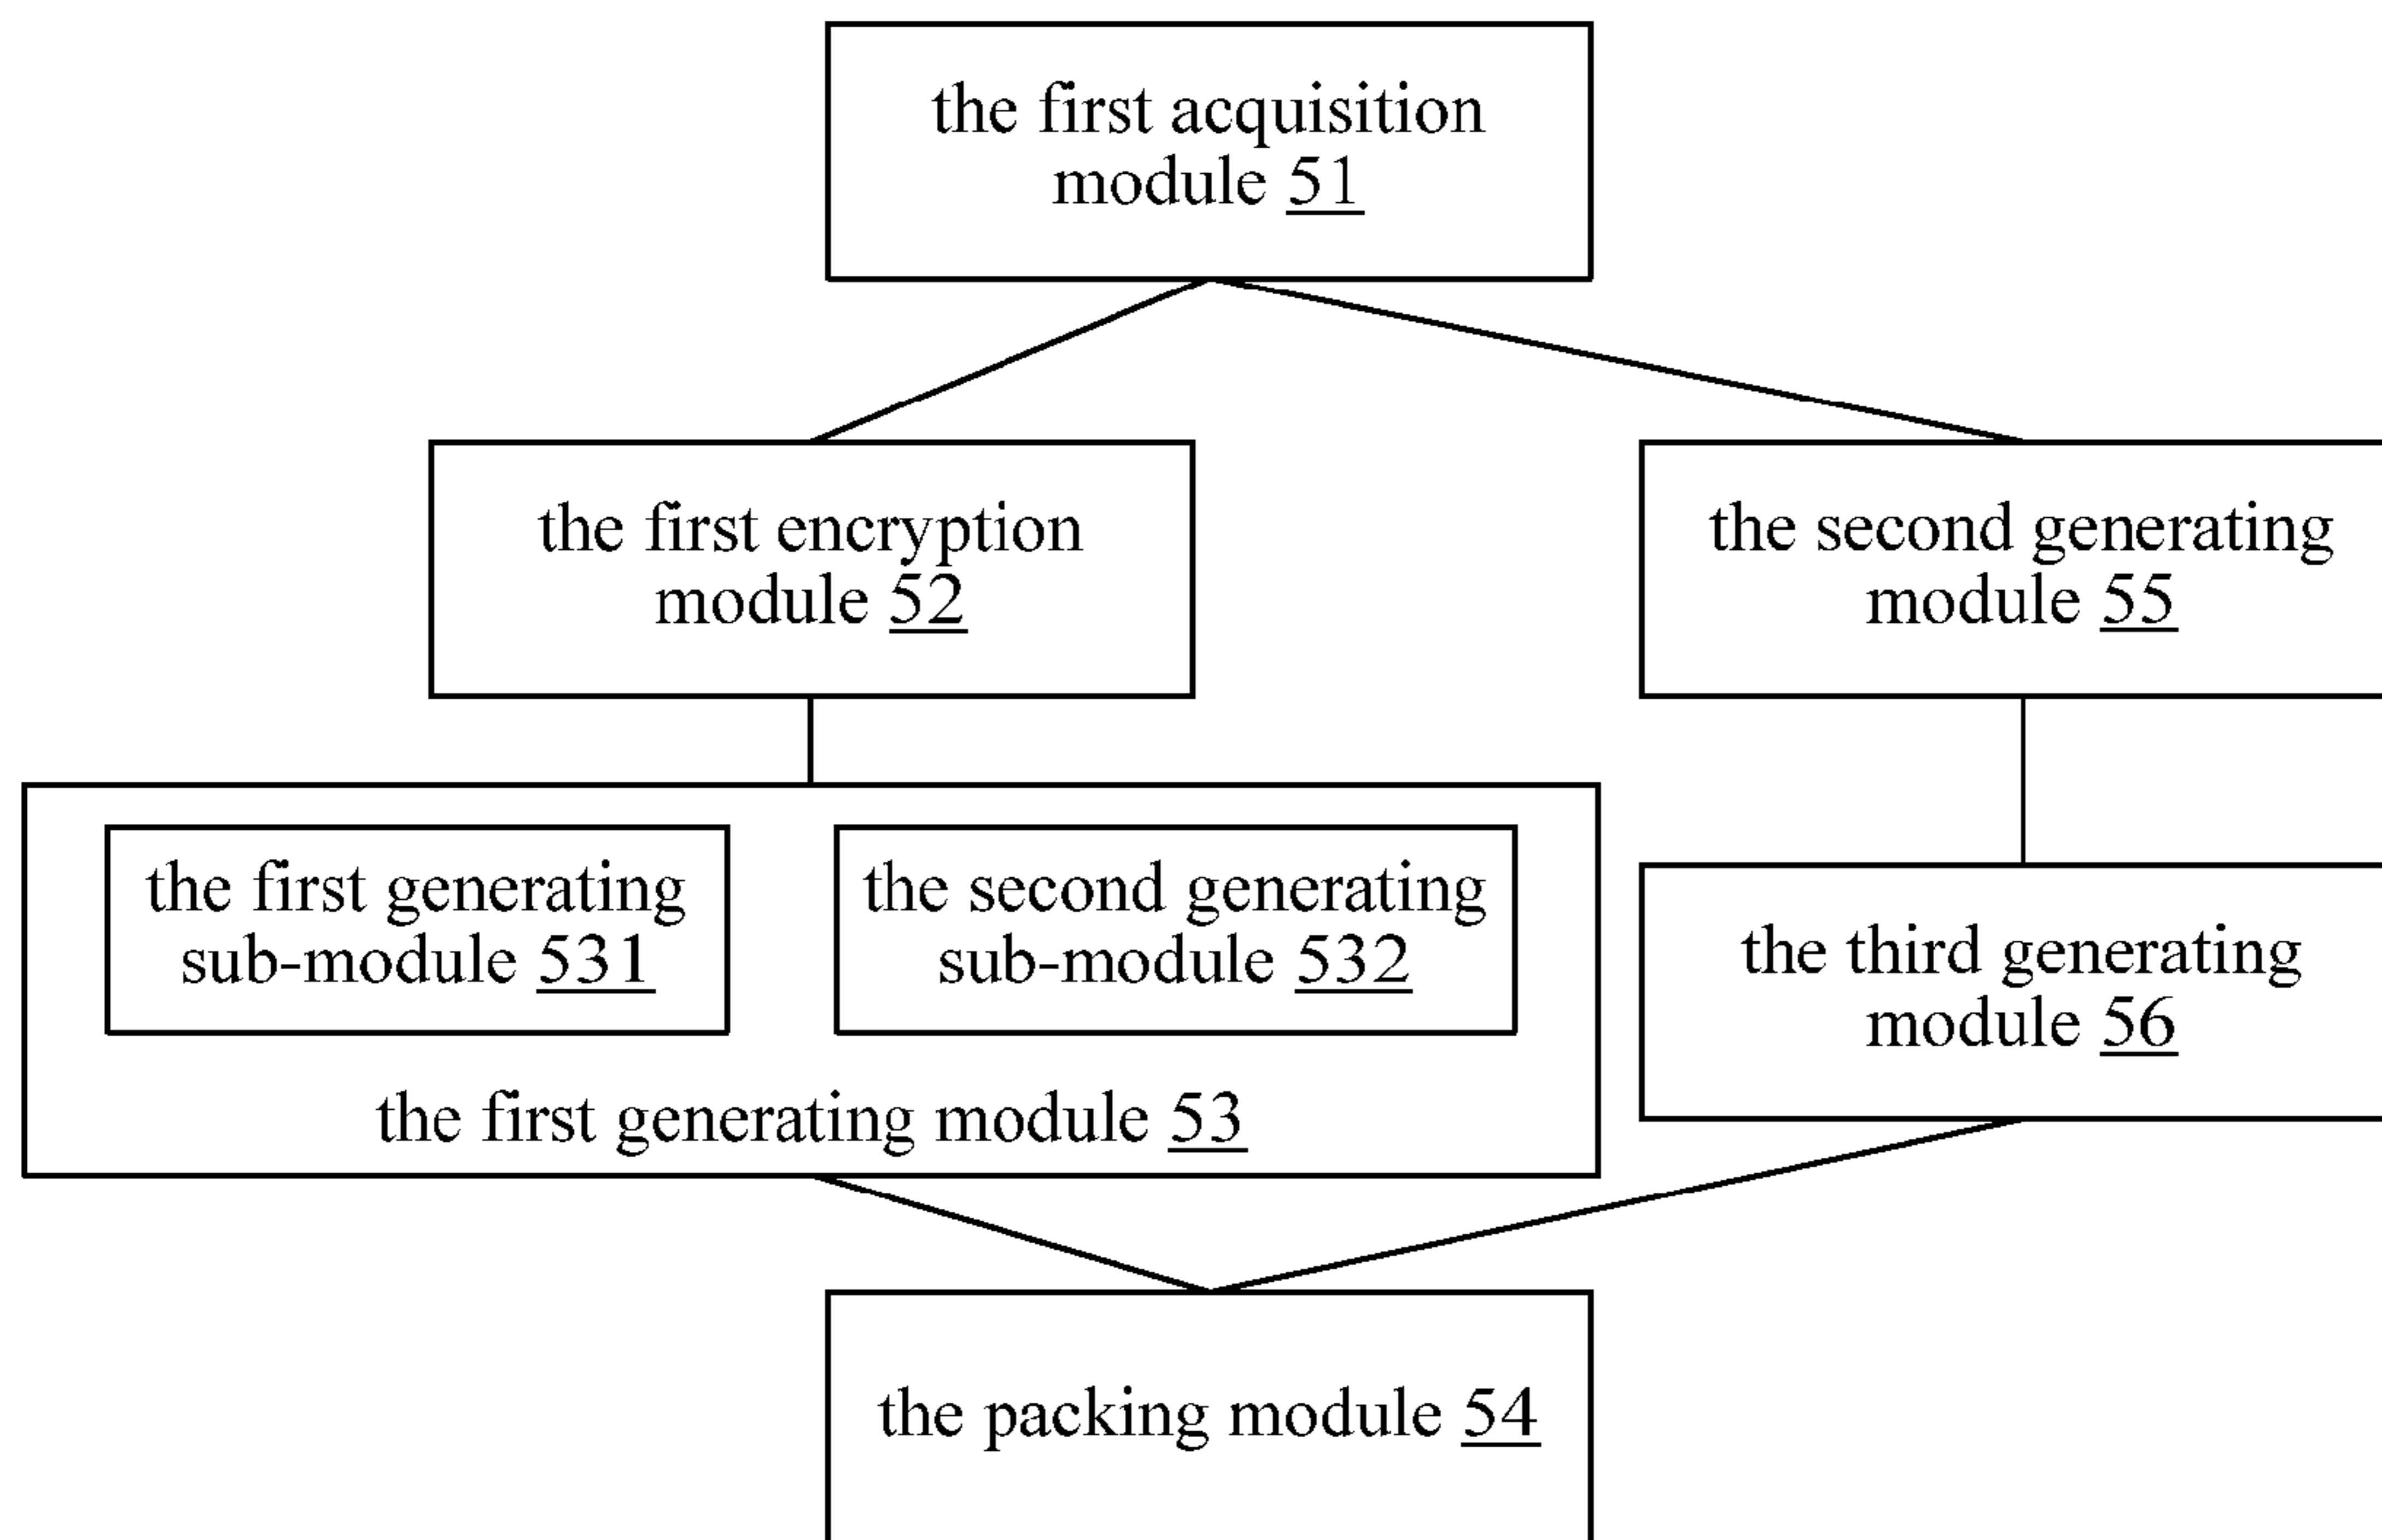 the first acquisition
module 51
the first encryption
module 52
the second generating
module 55
the first generating
sub-module 531
the second generating
sub-module 532
the first generating module 53
the third generating
module 56
the packing module 54